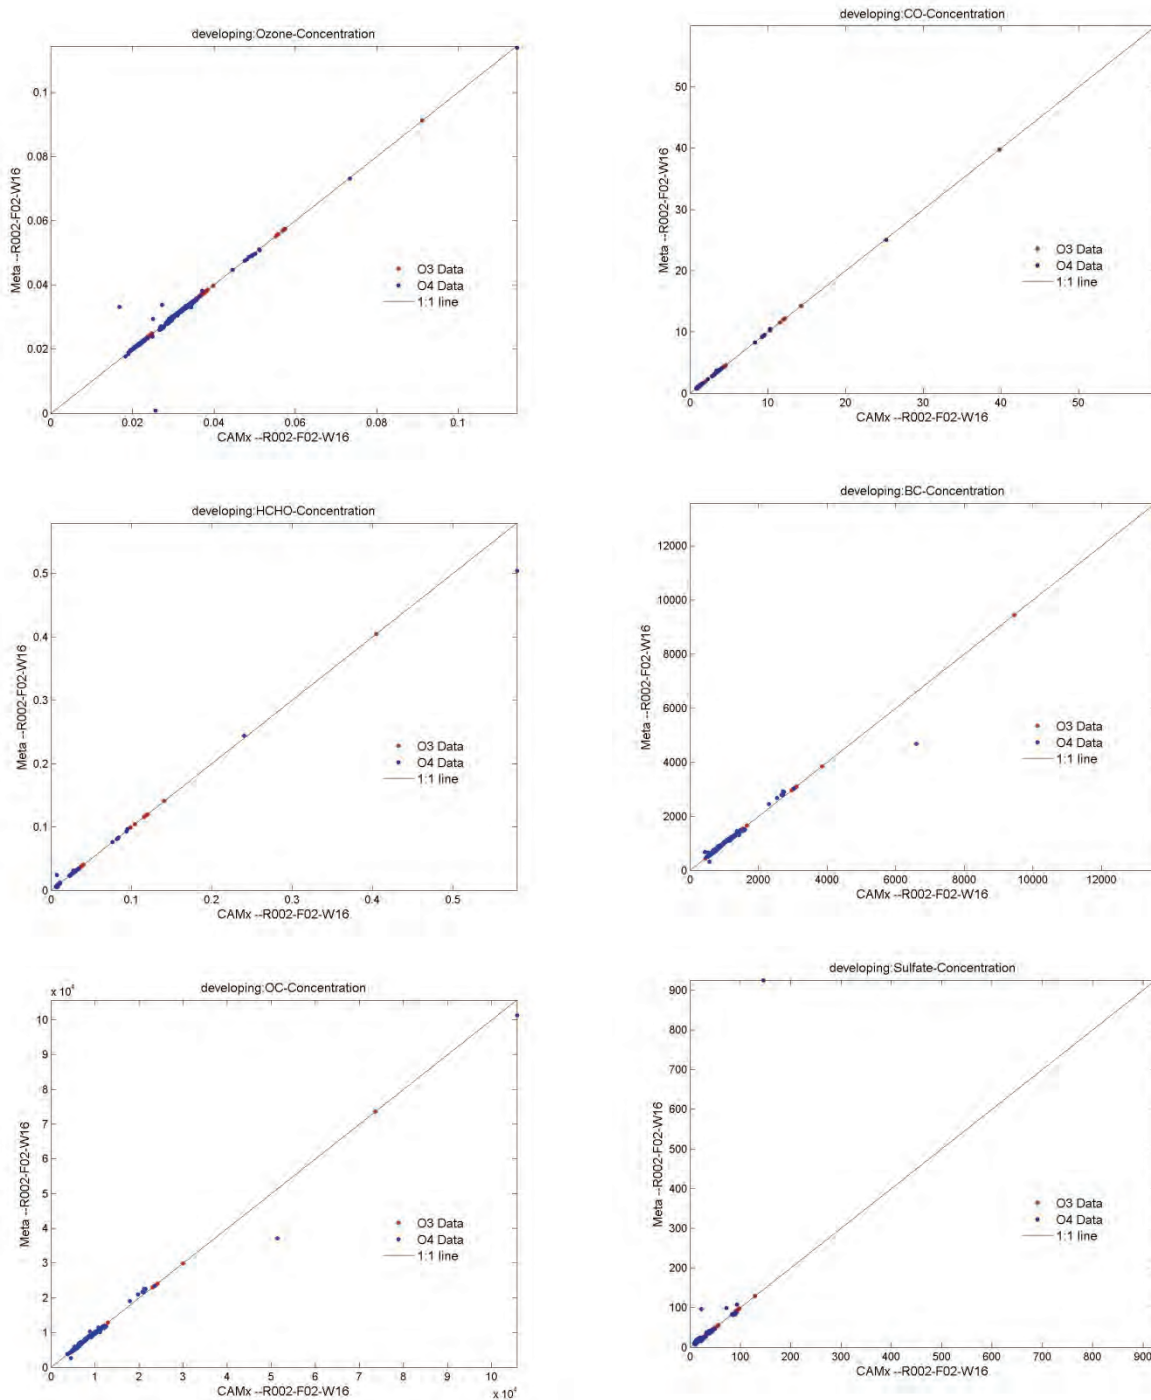 developing:Ozone-Concentration
0.1
0.08
0.06
0.04
0.02
0
0 0.02 0.04 0.06 0.08 0.1
Meta --R002-F02-W16
CAMx --R002-F02-W16
O3 Data
O4 Data
1:1 line
developing:CO-Concentration
50
40
30
20
10
0
0 10 20 30 40 50
Meta --R002-F02-W16
CAMx --R002-F02-W16
O3 Data
O4 Data
1:1 line
developing:HCHO-Concentration
0.5
0.4
0.3
0.2
0.1
0
0 0.1 0.2 0.3 0.4 0.5
Meta --R002-F02-W16
CAMx --R002-F02-W16
O3 Data
O4 Data
1:1 line
developing:BC-Concentration
12000
10000
8000
6000
4000
2000
0
0 2000 4000 6000 8000 10000 12000
Meta --R002-F02-W16
CAMx --R002-F02-W16
O3 Data
O4 Data
1:1 line
developing:OC-Concentration
x 10⁴
10
9
8
7
6
5
4
3
2
1
0
0 1 2 3 4 5 6 7 8 9 10
x 10⁴
Meta --R002-F02-W16
CAMx --R002-F02-W16
O3 Data
O4 Data
1:1 line
developing:Sulfate-Concentration
900
800
700
600
500
400
300
200
100
0
0 100 200 300 400 500 600 700 800 900
Meta --R002-F02-W16
CAMx --R002-F02-W16
O3 Data
O4 Data
1:1 line